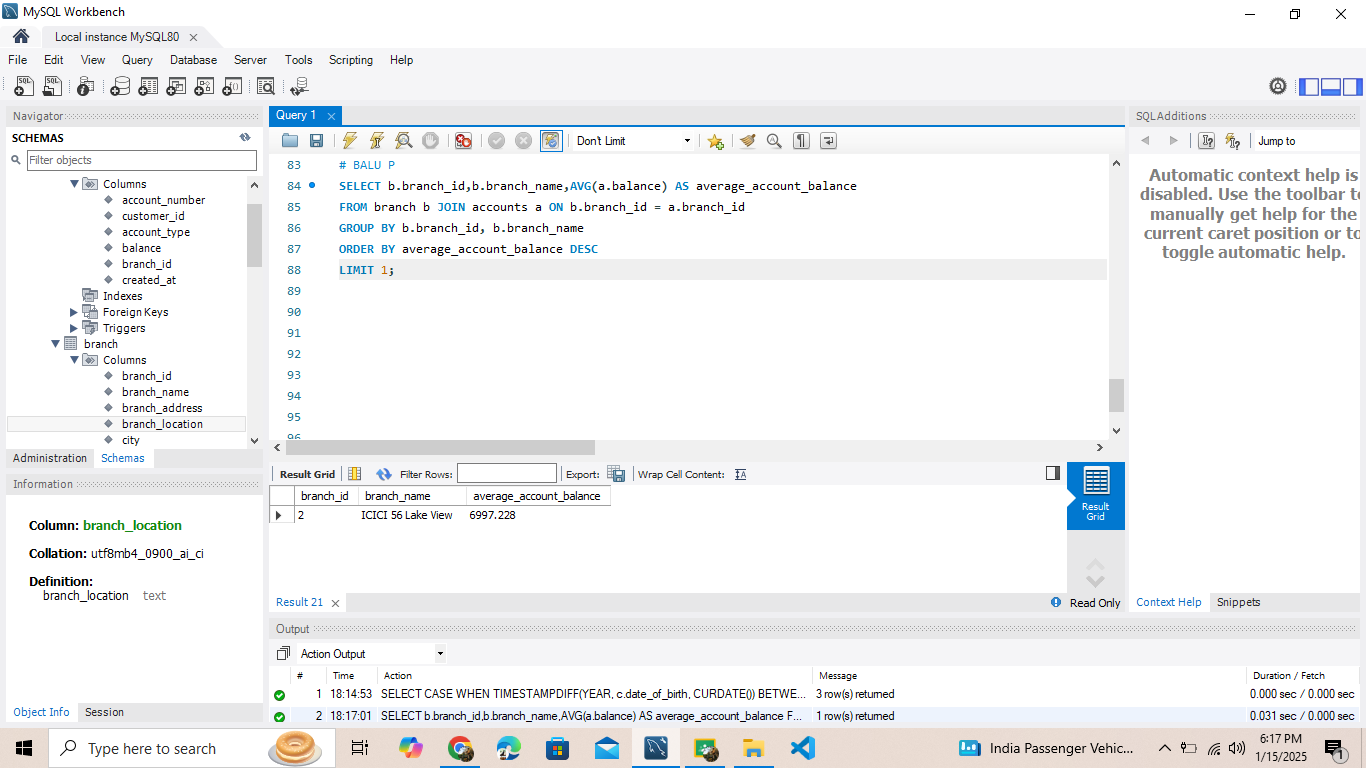 MySQL Workbench
Local instance MySQL80
File Edit View Query Database Server Tools Scripting Help
Navigator
SCHEMAS
Filter objects
Columns
account_number
customer_id
account_type
balance
branch_id
created_at
Indexes
Foreign Keys
Triggers
branch
Columns
branch_id
branch_name
branch_address
branch_location
city
Administration Schemas
Information
Column: branch_location
Collation: utf8mb4_0900_ai_ci
Definition:
branch_location text
Object Info Session
Query 1
Don't Limit
83 # BALU P
84 SELECT b.branch_id,b.branch_name,AVG(a.balance) AS average_account_balance
85 FROM branch b JOIN accounts a ON b.branch_id = a.branch_id
86 GROUP BY b.branch_id, b.branch_name
87 ORDER BY average_account_balance DESC
88 LIMIT 1;
89
90
91
92
93
94
95
96
Result Grid Filter Rows: Export: Wrap Cell Content:
branch_id branch_name average_account_balance
2 ICICI 56 Lake View 6997.228
Result Grid
Result 21
Read Only
Output
Action Output
# Time Action Message Duration / Fetch
1 18:14:53 SELECT CASE WHEN TIMESTAMPDIFF(YEAR, c.date_of_birth, CURDATE()) BETWE... 3 row(s) returned 0.000 sec / 0.000 sec
2 18:17:01 SELECT b.branch_id,b.branch_name,AVG(a.balance) AS average_account_balance F... 1 row(s) returned 0.031 sec / 0.000 sec
SQLAdditions
Jump to
Automatic context help is
disabled. Use the toolbar to
manually get help for the
current caret position or to
toggle automatic help.
Context Help Snippets
Type here to search
India Passenger Vehic...
6:17 PM
1/15/2025
1